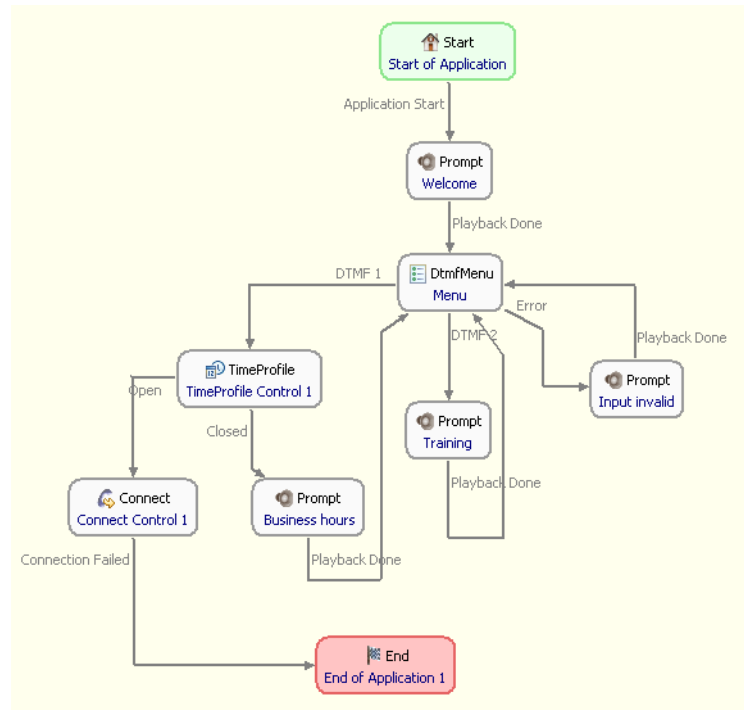 Start
Start of Application
Application Start
Prompt
Welcome
Playback Done
DTMF 1
DtmfMenu
Menu
Error
DTMF 2
Playback Done
TimeProfile
TimeProfile Control 1
Open
Prompt
Input invalid
Closed
Prompt
Training
Playback Done
Connect
Connect Control 1
Prompt
Business hours
Connection Failed
Playback Done
End
End of Application 1